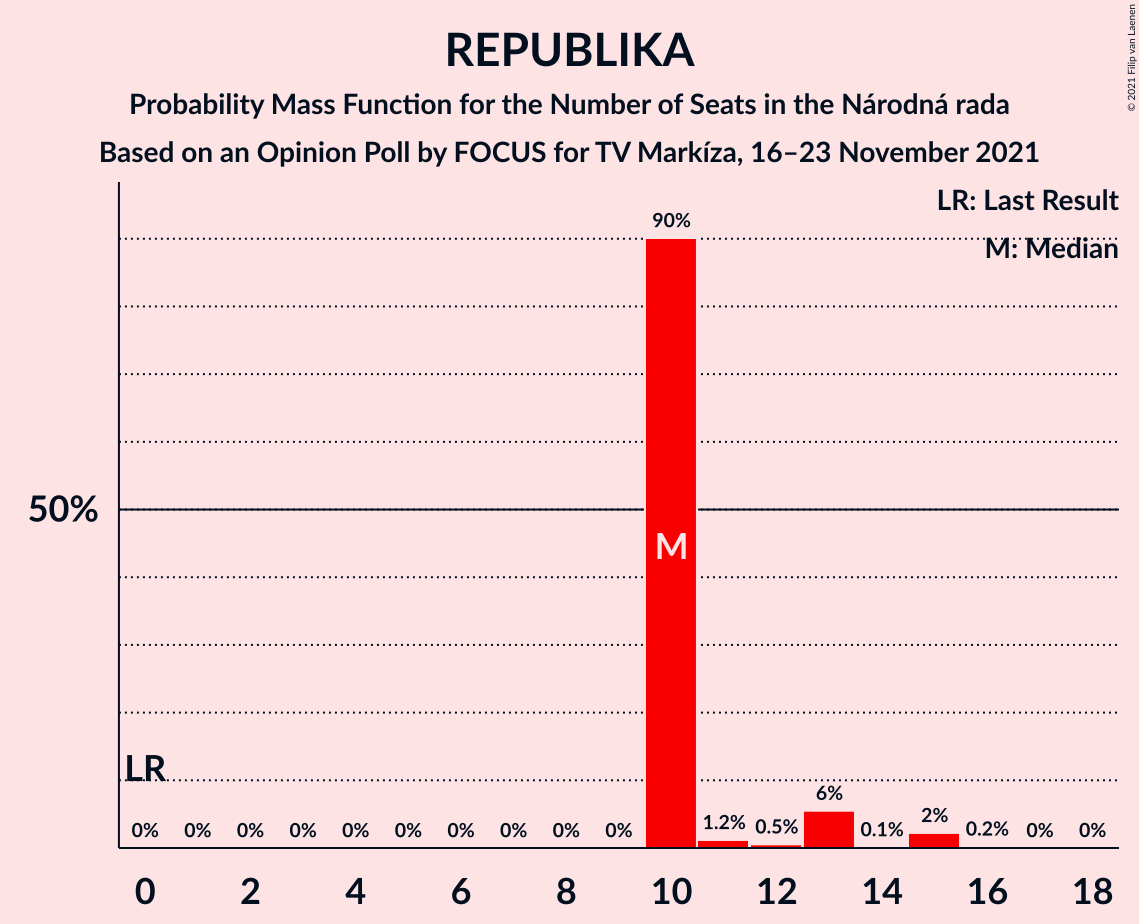 REPUBLIKA
Probability Mass Function for the Number of Seats in the Národná rada
Based on an Opinion Poll by FOCUS for TV Markíza, 16–23 November 2021
© 2021 Filip van Laenen
LR: Last Result
M: Median
90%
50%
M
LR
0% 0% 0% 0% 0% 0% 0% 0% 0% 0% 1.2% 0.5% 6% 0.1% 2% 0.2% 0% 0%
0 2 4 6 8 10 12 14 16 18